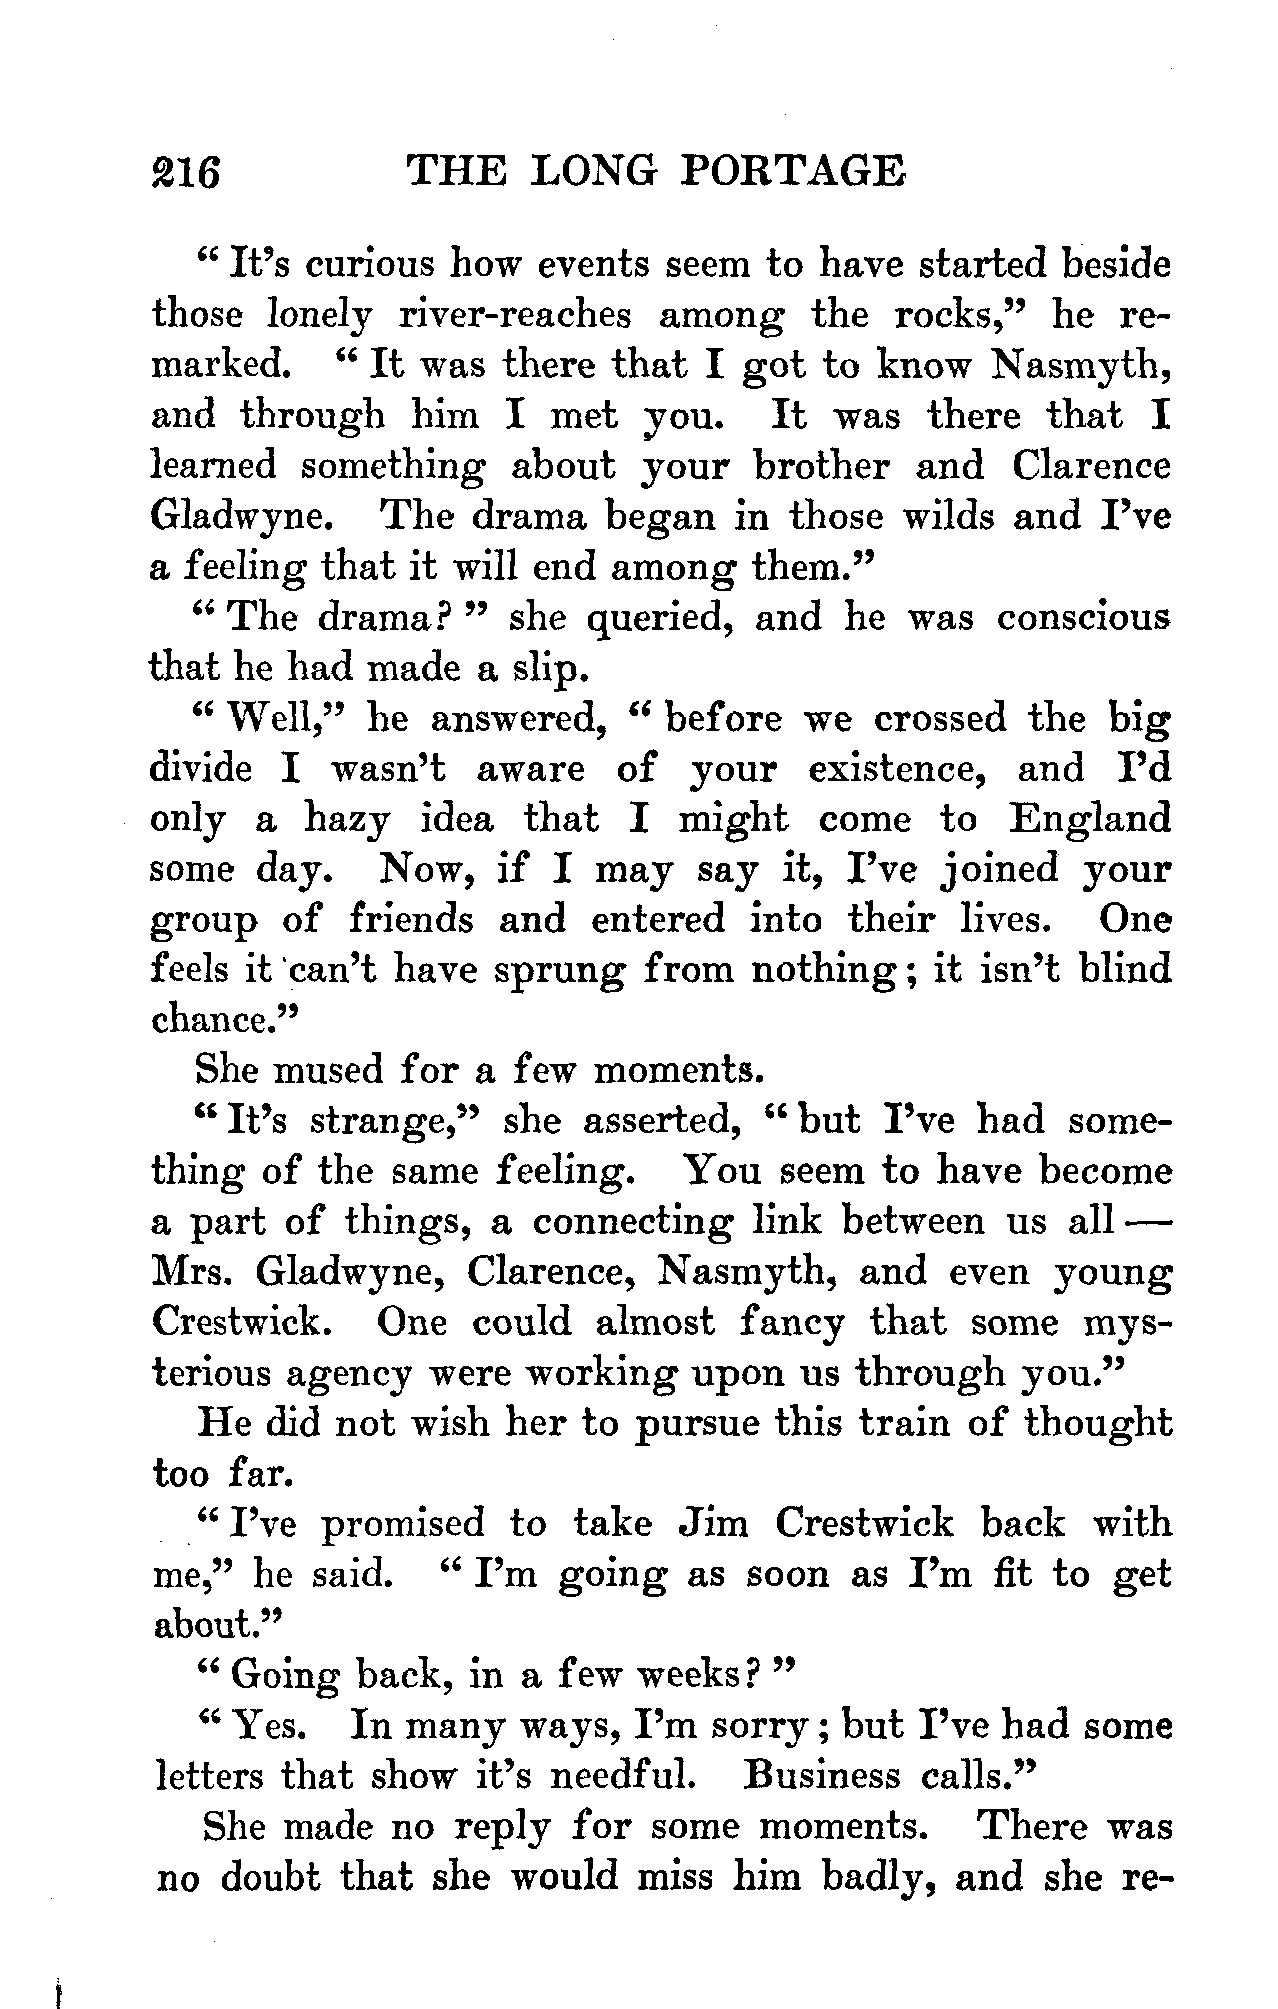 216 THE LONG PORTAGE
“ It’s curious how events seem to have started beside
those lonely river-reaches among the rocks,” he re-
marked. “ It was there that I got to know Nasmyth,
and through him I met you. It was there that I
learned something about your brother and Clarence
Gladwyne. The drama began in those wilds and I’ve
a feeling that it will end among them.”
“ The drama? ” she queried, and he was conscious
that he had made a slip.
“ Well,” he answered, “ before we crossed the big
divide I wasn’t aware of your existence, and I’d
only a hazy idea that I might come to England
some day. Now, if I may say it, I’ve joined your
group of friends and entered into their lives. One
feels it can’t have sprung from nothing; it isn’t blind
chance.”
She mused for a few moments.
“ It’s strange,” she asserted, “ but I’ve had some-
thing of the same feeling. You seem to have become
a part of things, a connecting link between us all —
Mrs. Gladwyne, Clarence, Nasmyth, and even young
Crestwick. One could almost fancy that some mys-
terious agency were working upon us through you.”
He did not wish her to pursue this train of thought
too far.
“ I’ve promised to take Jim Crestwick back with
me,” he said. “ I’m going as soon as I’m fit to get
about.”
“ Going back, in a few weeks? ”
“ Yes. In many ways, I’m sorry; but I’ve had some
letters that show it’s needful. Business calls.”
She made no reply for some moments. There was
no doubt that she would miss him badly, and she re-